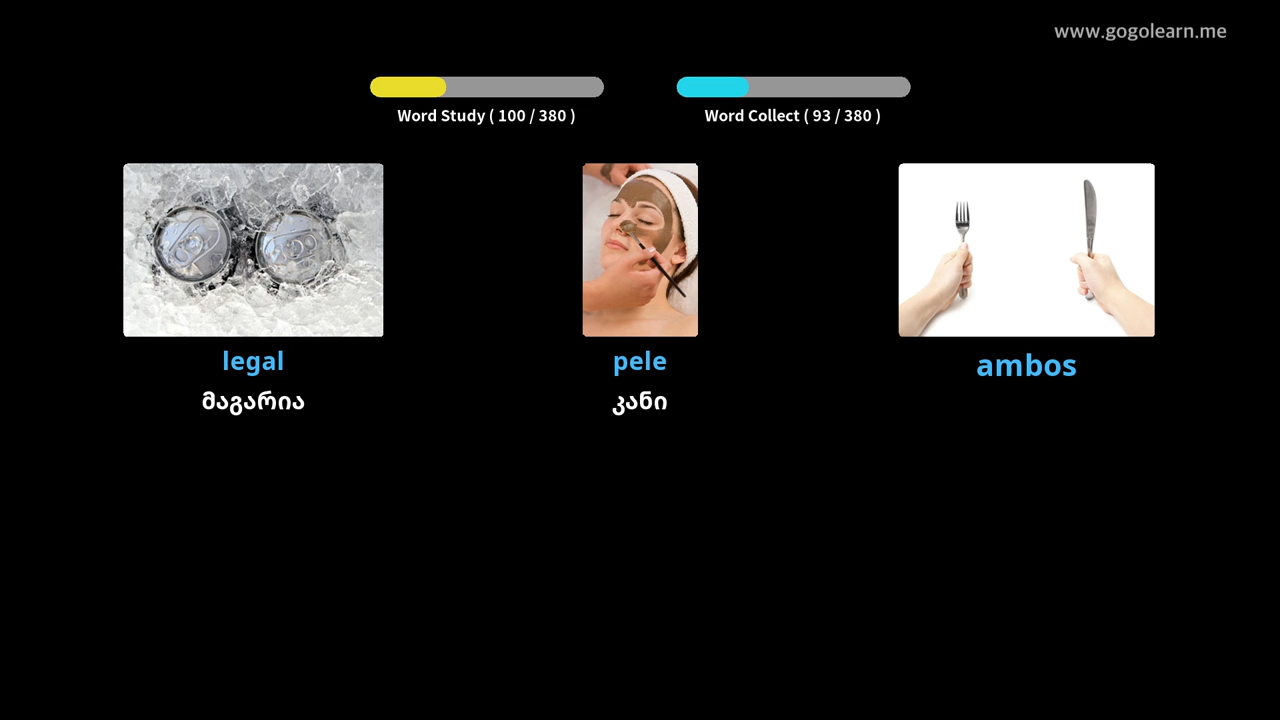 www.gogolearn.me
Word Study ( 100 / 380 )
Word Collect ( 93 / 380 )
legal
pele
ambos
მაგარია
კანი